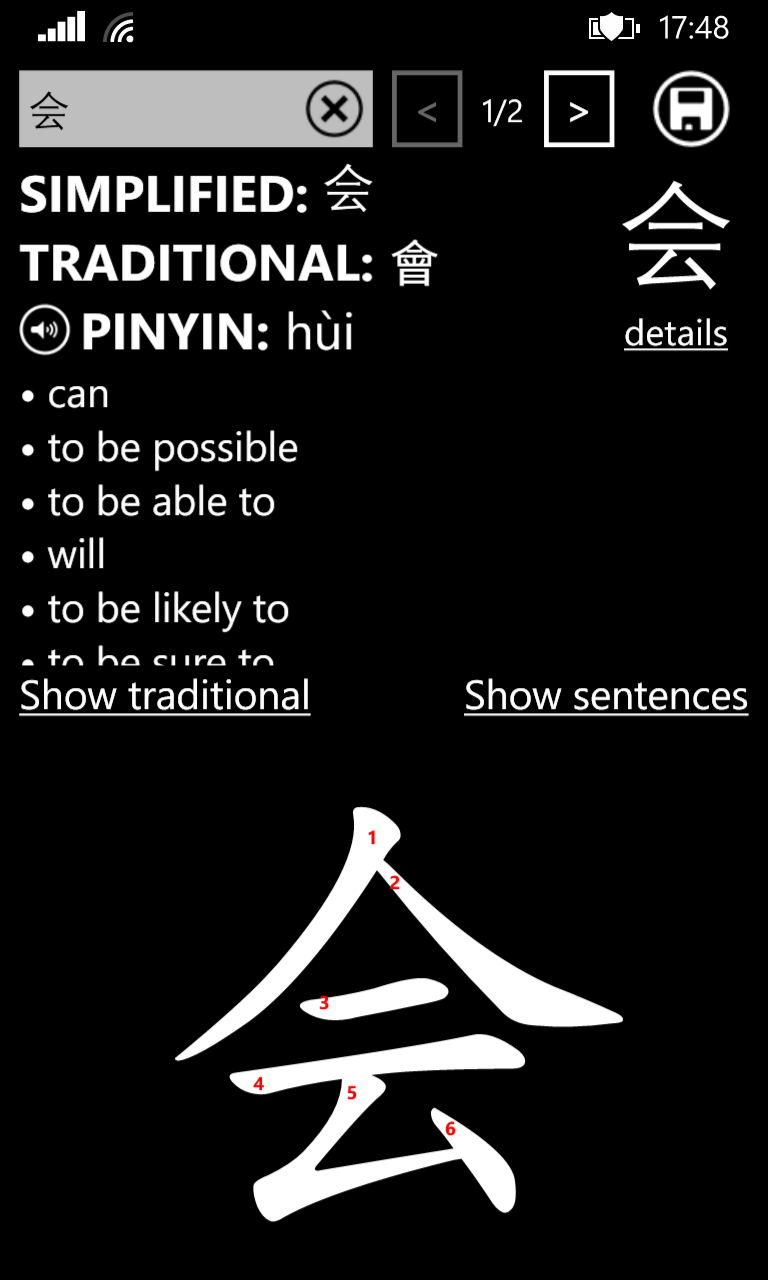 17:48
会
< 1/2 >
SIMPLIFIED: 会
会
TRADITIONAL: 會
PINYIN: hùi
details
• can
• to be possible
• to be able to
• will
• to be likely to
• to be sure to
Show traditional
Show sentences
会
1
2
3
4
5
6